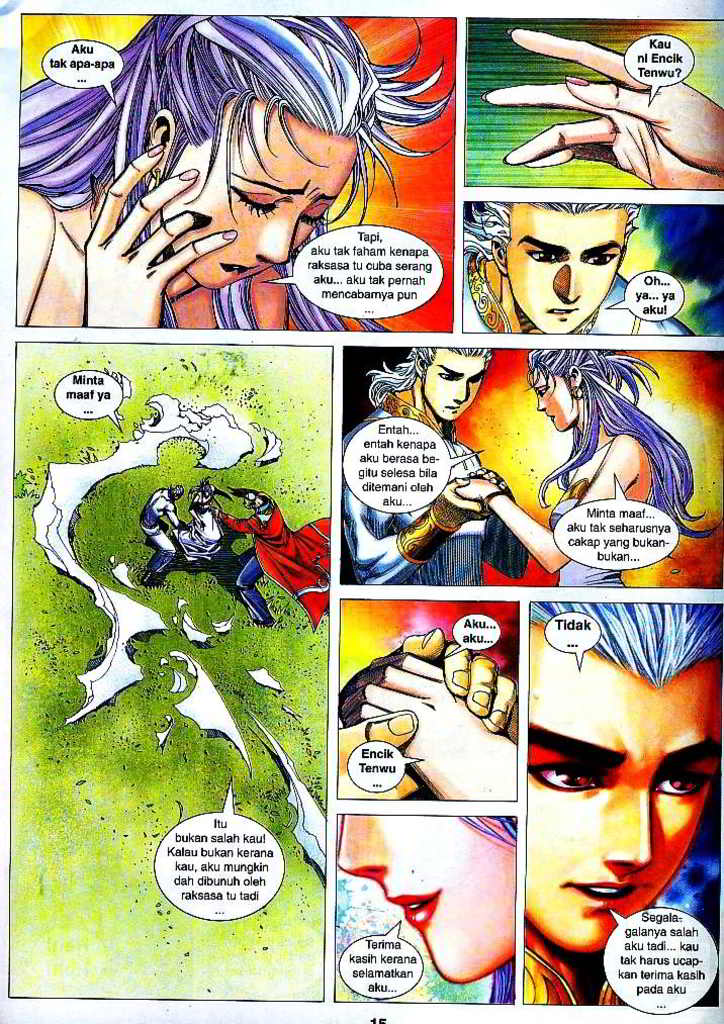 Aku
tak apa-apa
...
Tapi,
aku tak faham kenapa
raksasa tu cuba serang
aku... aku tak pernah
mencabarnya pun
...
Kau
ni Encik
Tenwu?
Oh...
ya... ya
aku!
Minta
maaf ya
...
Itu
bukan salah kau!
Kalau bukan kerana
kau, aku mungkin
dah dibunuh oleh
raksasa tu tadi
...
Entah...
entah kenapa
aku berasa be-
gitu selesa bila
ditemani oleh
aku...
Minta maaf...
aku tak seharusnya
cakap yang bukan-
bukan...
Aku...
aku...
Encik
Tenwu
...
Terima
kasih kerana
selamatkan
aku...
Tidak
...
Segala-
galanya salah
aku tadi... kau
tak harus ucap-
kan terima kasih
pada aku
...
15